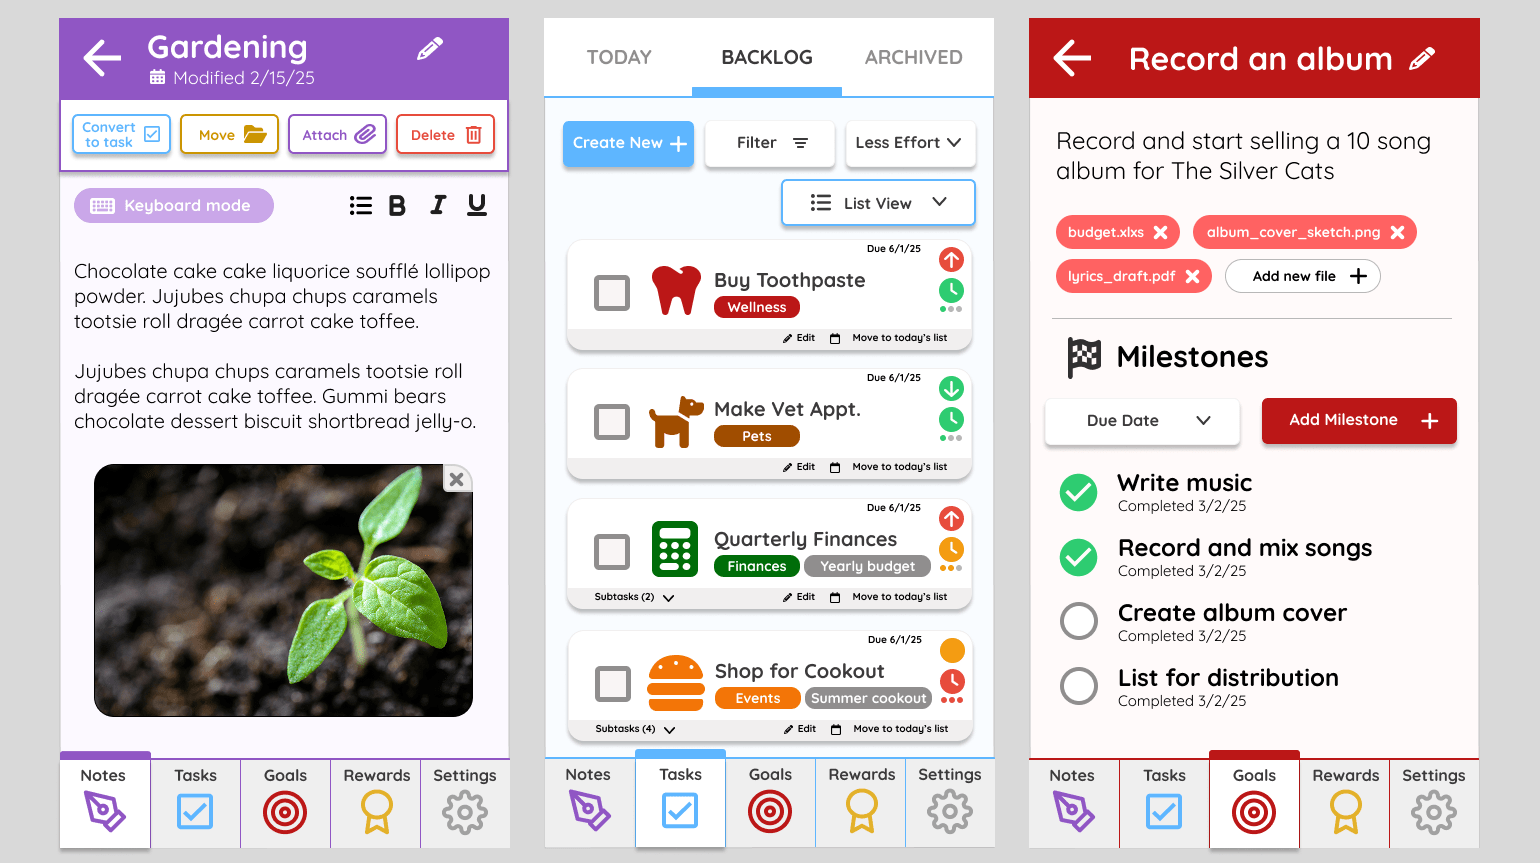 Gardening
Modified 2/15/25
Convert
to task
Move
Attach
Delete
Keyboard mode
B I U
Chocolate cake cake liquorice soufflé lollipop
powder. Jujubes chupa chups caramels
tootsie roll dragée carrot cake toffee.
Jujubes chupa chups caramels tootsie roll
dragée carrot cake toffee. Gummi bears
chocolate dessert biscuit shortbread jelly-o.
Notes
Tasks
Goals
Rewards
Settings
TODAY
BACKLOG
ARCHIVED
Create New
Filter
Less Effort
List View
Due 6/1/25
Buy Toothpaste
Wellness
Edit
Move to today's list
Due 6/1/25
Make Vet Appt.
Pets
Edit
Move to today's list
Due 6/1/25
Quarterly Finances
Finances
Yearly budget
Subtasks (2)
Edit
Move to today's list
Due 6/1/25
Shop for Cookout
Events
Summer cookout
Subtasks (4)
Edit
Move to today's list
Notes
Tasks
Goals
Rewards
Settings
Record an album
Record and start selling a 10 song
album for The Silver Cats
budget.xlxs
album_cover_sketch.png
lyrics_draft.pdf
Add new file
Milestones
Due Date
Add Milestone
Write music
Completed 3/2/25
Record and mix songs
Completed 3/2/25
Create album cover
Completed 3/2/25
List for distribution
Completed 3/2/25
Notes
Tasks
Goals
Rewards
Settings